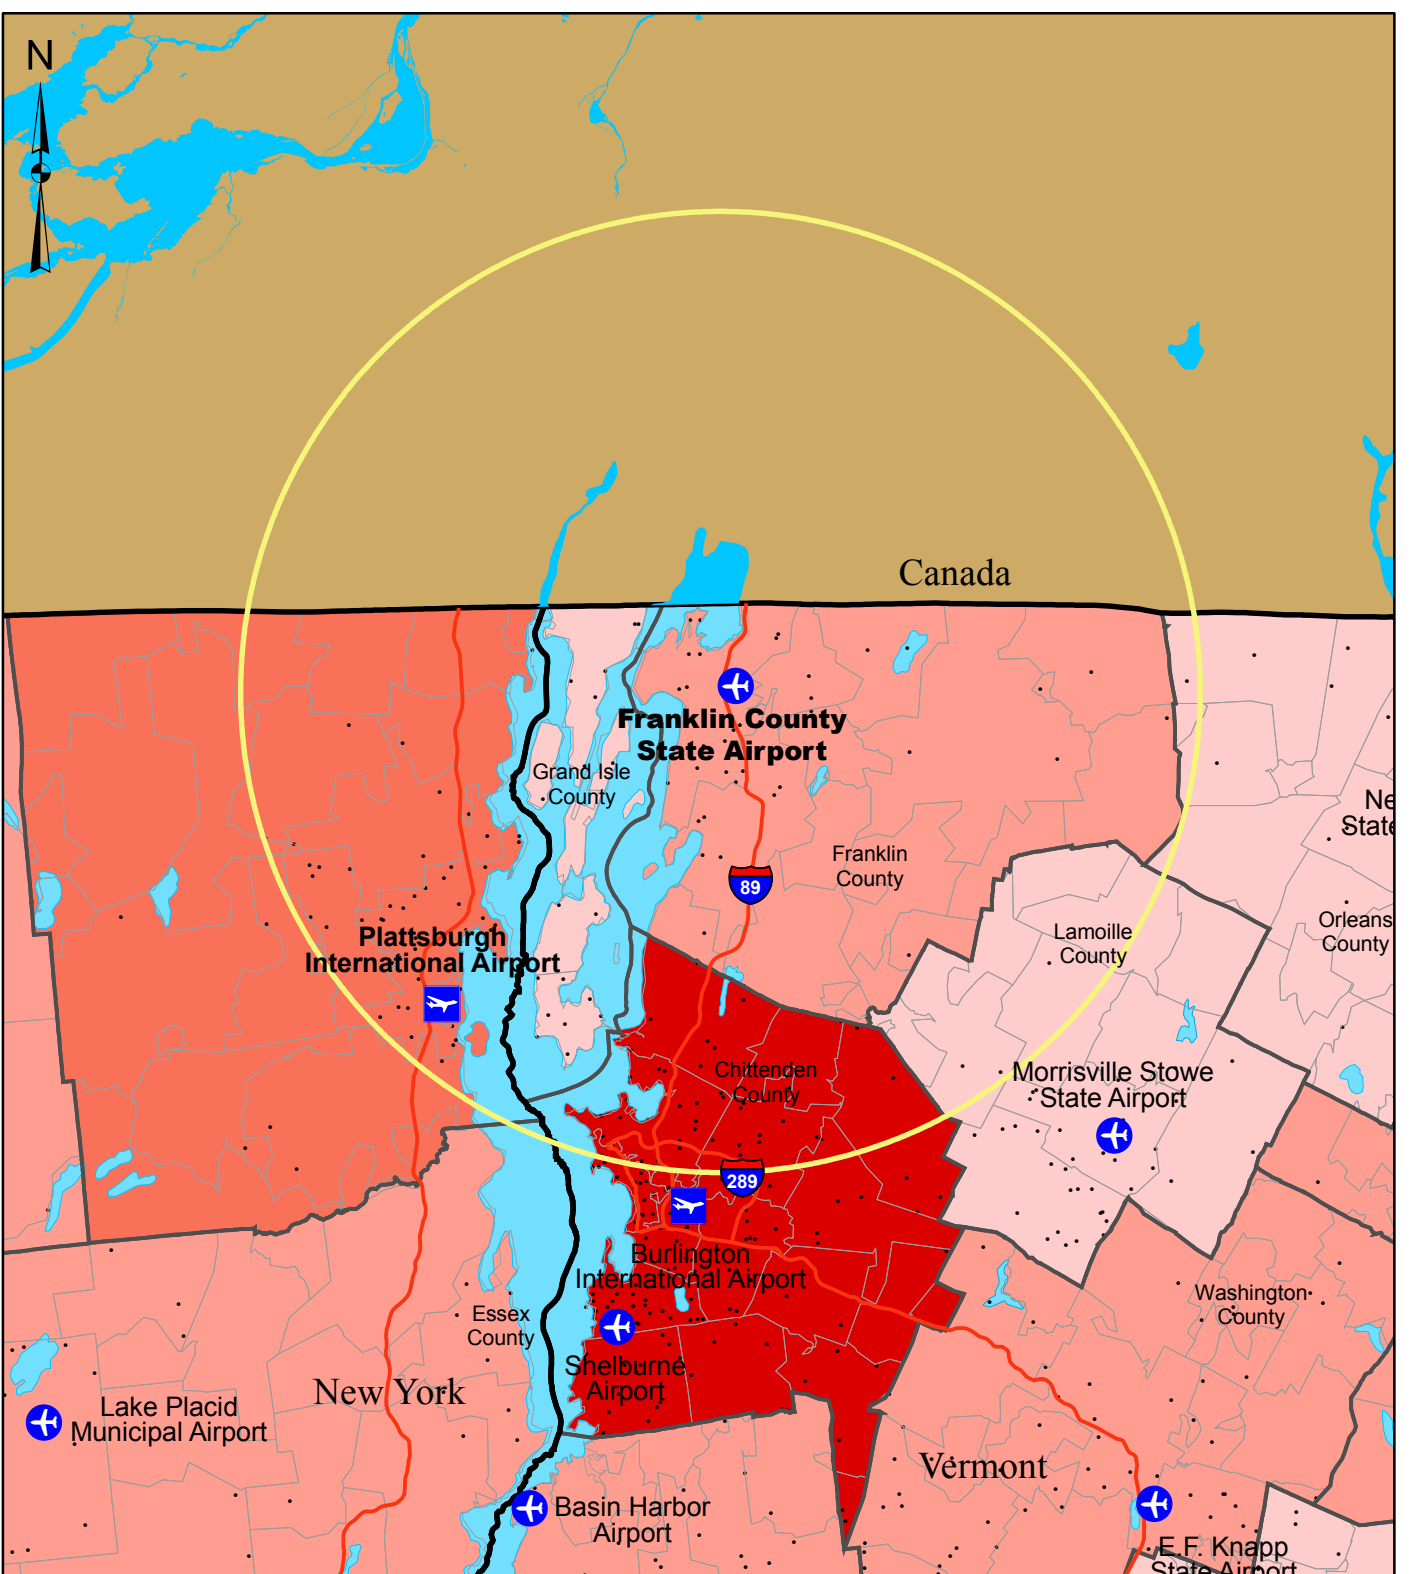 N
Canada
Franklin County
State Airport
Grand Isle
County
Ne
State
Franklin
County
89
Orleans
County
Lamoille
County
Plattsburgh
International Airport
Chittenden
County
Morrisville Stowe
State Airport
289
Burlington
International Airport
Washington
County
Essex
County
Shelburne
Airport
New York
Lake Placid
Municipal Airport
Vermont
Basin Harbor
Airport
E.F. Knapp
State Airport